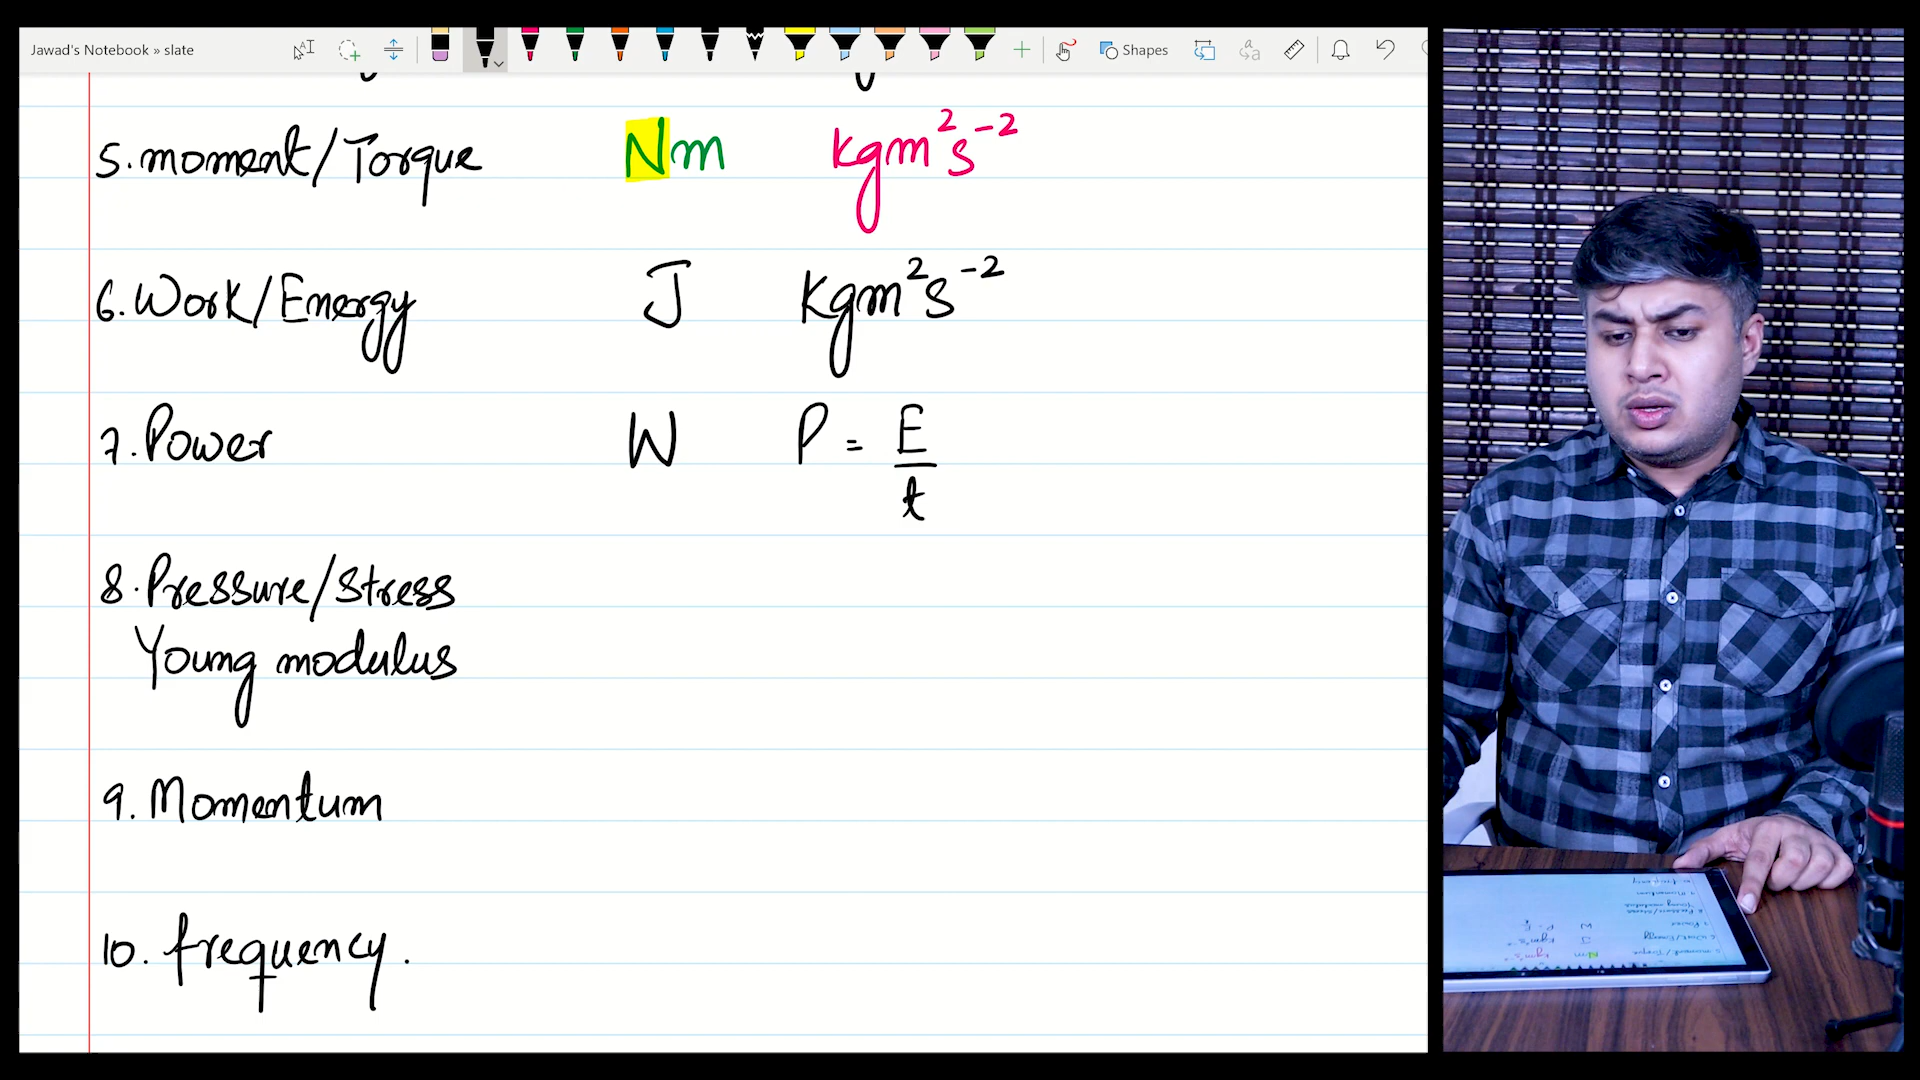 Jawad's Notebook » slate
Shapes
5. moment/Torque Nm kgm²s⁻²
6. Work/Energy J kgm²s⁻²
7. Power W P = E/t
8. Pressure/Stress
Young modulus
9. Momentum
10. frequency.